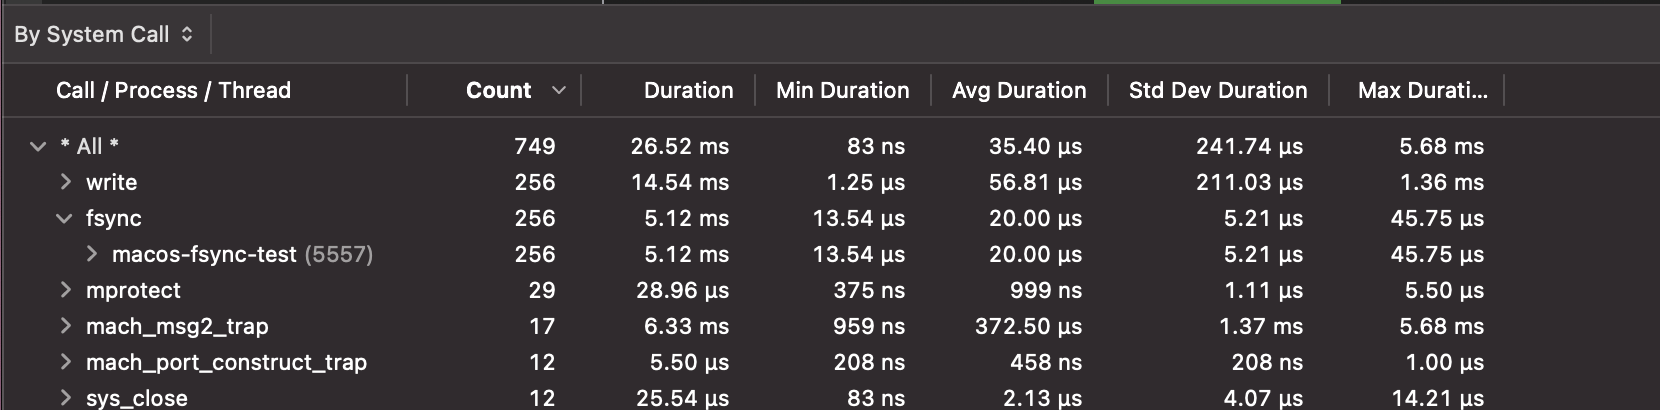 By System Call
Call / Process / Thread Count Duration Min Duration Avg Duration Std Dev Duration Max Durati...
* All * 749 26.52 ms 83 ns 35.40 µs 241.74 µs 5.68 ms
write 256 14.54 ms 1.25 µs 56.81 µs 211.03 µs 1.36 ms
fsync 256 5.12 ms 13.54 µs 20.00 µs 5.21 µs 45.75 µs
macos-fsync-test (5557) 256 5.12 ms 13.54 µs 20.00 µs 5.21 µs 45.75 µs
mprotect 29 28.96 µs 375 ns 999 ns 1.11 µs 5.50 µs
mach_msg2_trap 17 6.33 ms 959 ns 372.50 µs 1.37 ms 5.68 ms
mach_port_construct_trap 12 5.50 µs 208 ns 458 ns 208 ns 1.00 µs
sys_close 12 25.54 µs 83 ns 2.13 µs 4.07 µs 14.21 µs